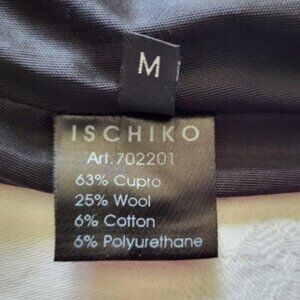 M
ISCHIKO
Art.702201
63% Cupro
25% Wool
6% Cotton
6% Polyurethane